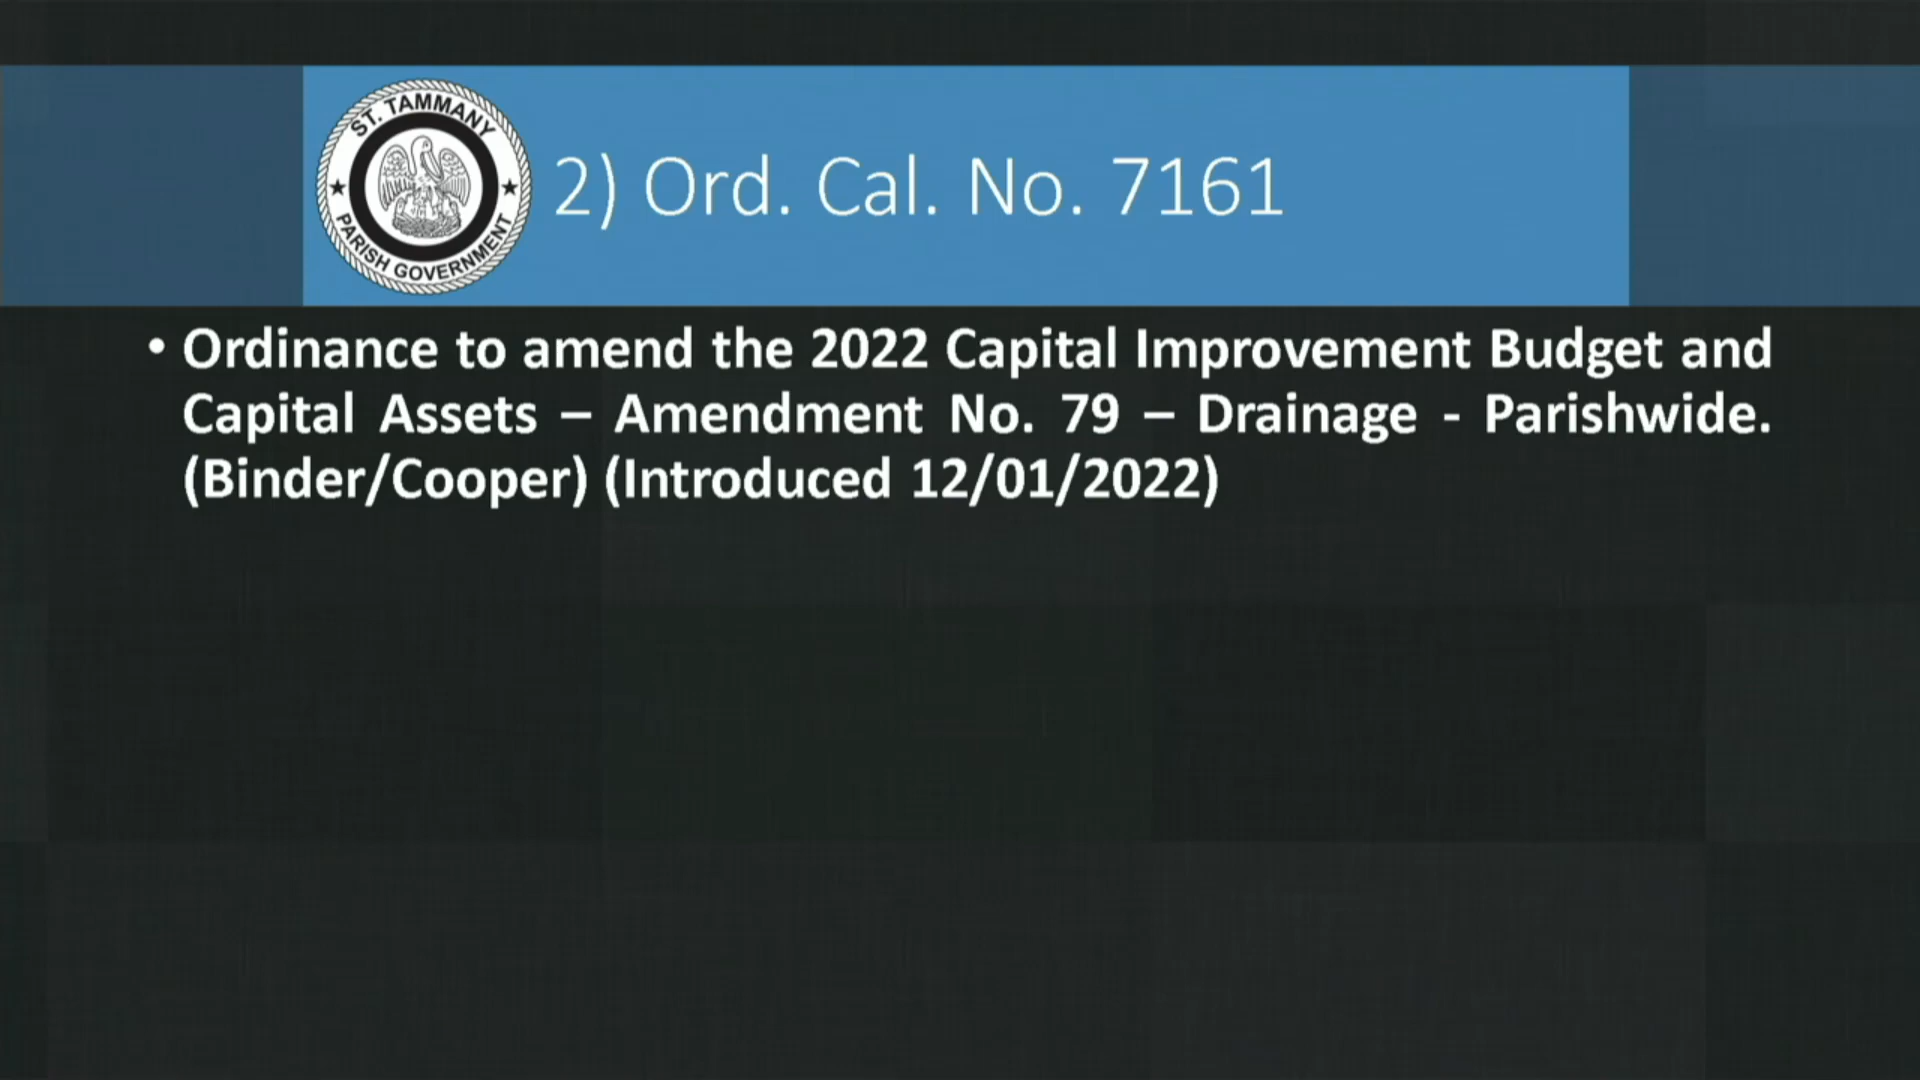 ST. TAMMANY
PARISH GOVERNMENT
2) Ord. Cal. No. 7161
• Ordinance to amend the 2022 Capital Improvement Budget and
Capital Assets – Amendment No. 79 – Drainage - Parishwide.
(Binder/Cooper) (Introduced 12/01/2022)